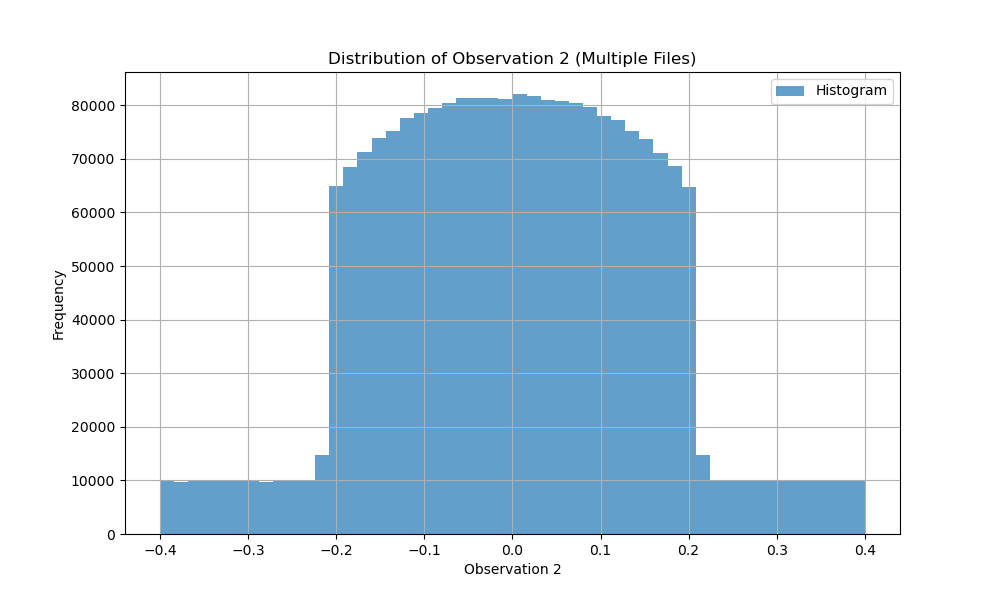 Distribution of Observation 2 (Multiple Files)
Histogram
80000
70000
60000
50000
40000
30000
20000
10000
0
Frequency
−0.4 −0.3 −0.2 −0.1 0.0 0.1 0.2 0.3 0.4
Observation 2